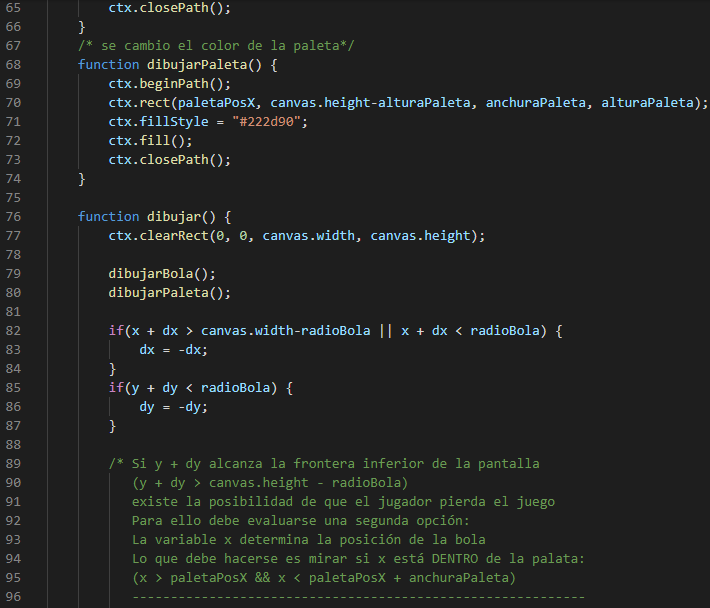 65 ctx.closePath();
66 }
67 /* se cambio el color de la paleta*/
68 function dibujarPaleta() {
69 ctx.beginPath();
70 ctx.rect(paletaPosX, canvas.height-alturaPaleta, anchuraPaleta, alturaPaleta);
71 ctx.fillStyle = "#222d90";
72 ctx.fill();
73 ctx.closePath();
74 }
75
76 function dibujar() {
77 ctx.clearRect(0, 0, canvas.width, canvas.height);
78
79 dibujarBola();
80 dibujarPaleta();
81
82 if(x + dx > canvas.width-radioBola || x + dx < radioBola) {
83 dx = -dx;
84 }
85 if(y + dy < radioBola) {
86 dy = -dy;
87 }
88
89 /* Si y + dy alcanza la frontera inferior de la pantalla
90 (y + dy > canvas.height - radioBola)
91 existe la posibilidad de que el jugador pierda el juego
92 Para ello debe evaluarse una segunda opción:
93 La variable x determina la posición de la bola
94 Lo que debe hacerse es mirar si x está DENTRO de la palata:
95 (x > paletaPosX && x < paletaPosX + anchuraPaleta)
96 -----------------------------------------------------------